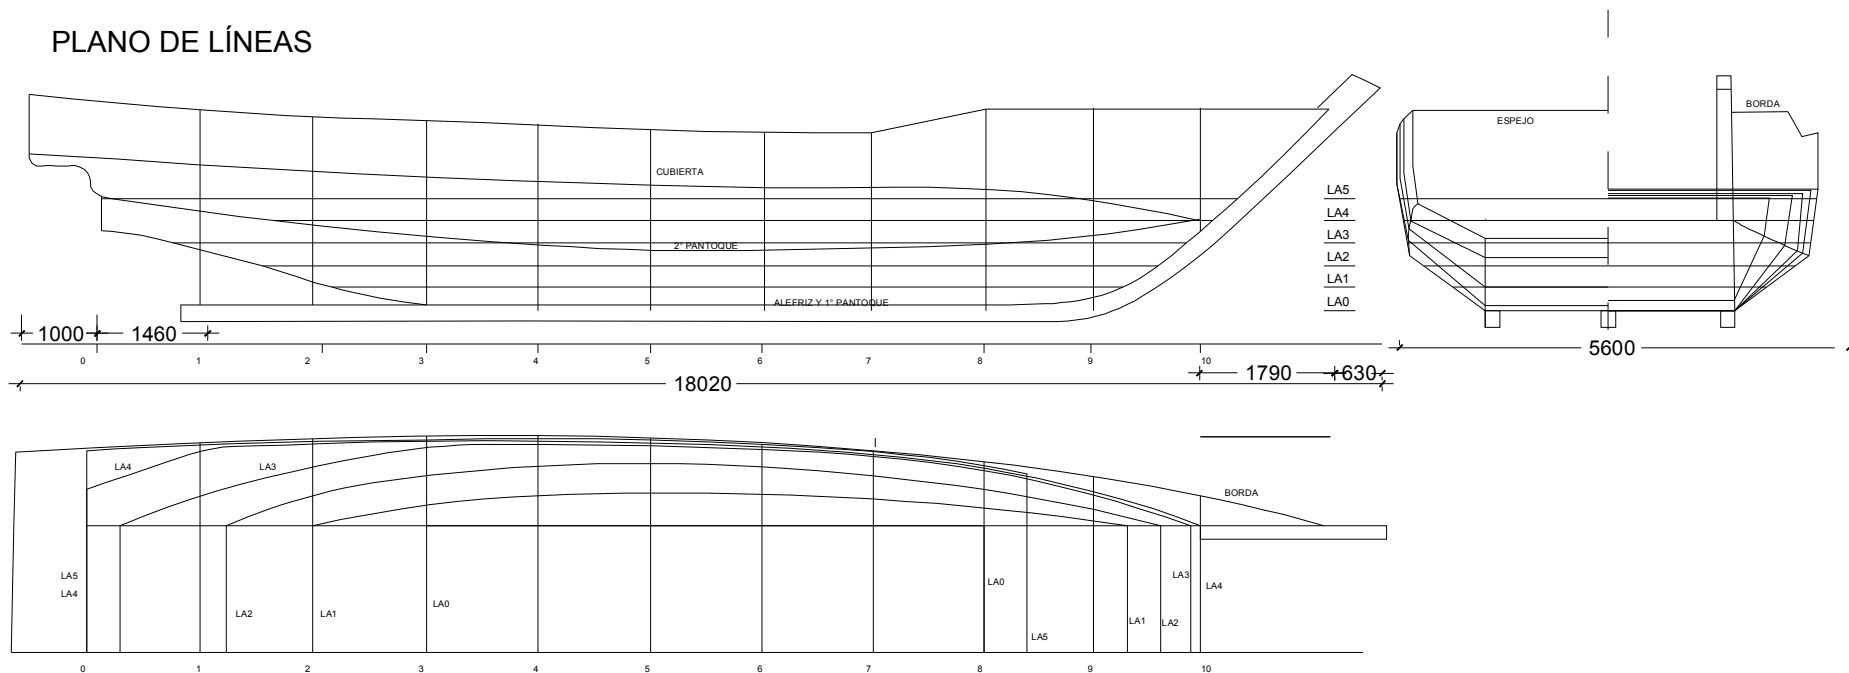 PLANO DE LÍNEAS
CUBIERTA
2° PANTOQUE
ALEFRIZ Y 1° PANTOQUE
LA5
LA4
LA3
LA2
LA1
LA0
ESPEJO
BORDA
1000
1460
0 1 2 3 4 5 6 7 8 9 10
5600
1790
630
18020
LA4
LA3
BORDA
LA5
LA4
LA2
LA1
LA0
LA0
LA5
LA3
LA4
LA1
LA2
0 1 2 3 4 5 6 7 8 9 10